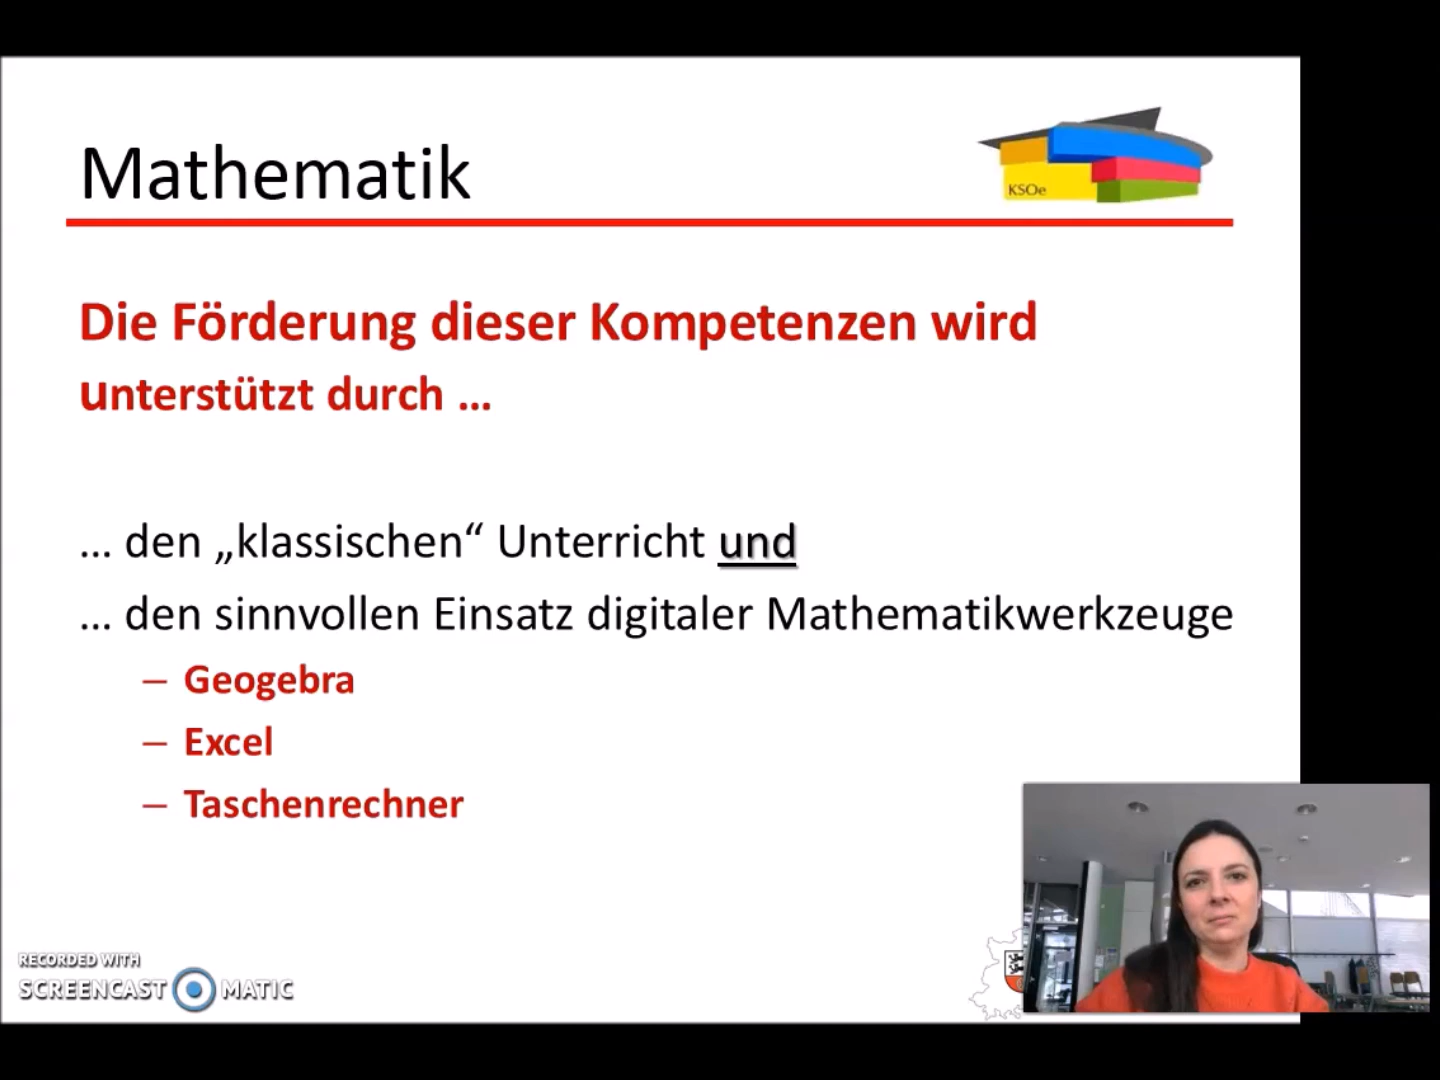 Mathematik
KSOe
Die Förderung dieser Kompetenzen wird
unterstützt durch ...
... den „klassischen“ Unterricht und
... den sinnvollen Einsatz digitaler Mathematikwerkzeuge
– Geogebra
– Excel
– Taschenrechner
RECORDED WITH
SCREENCAST MATIC